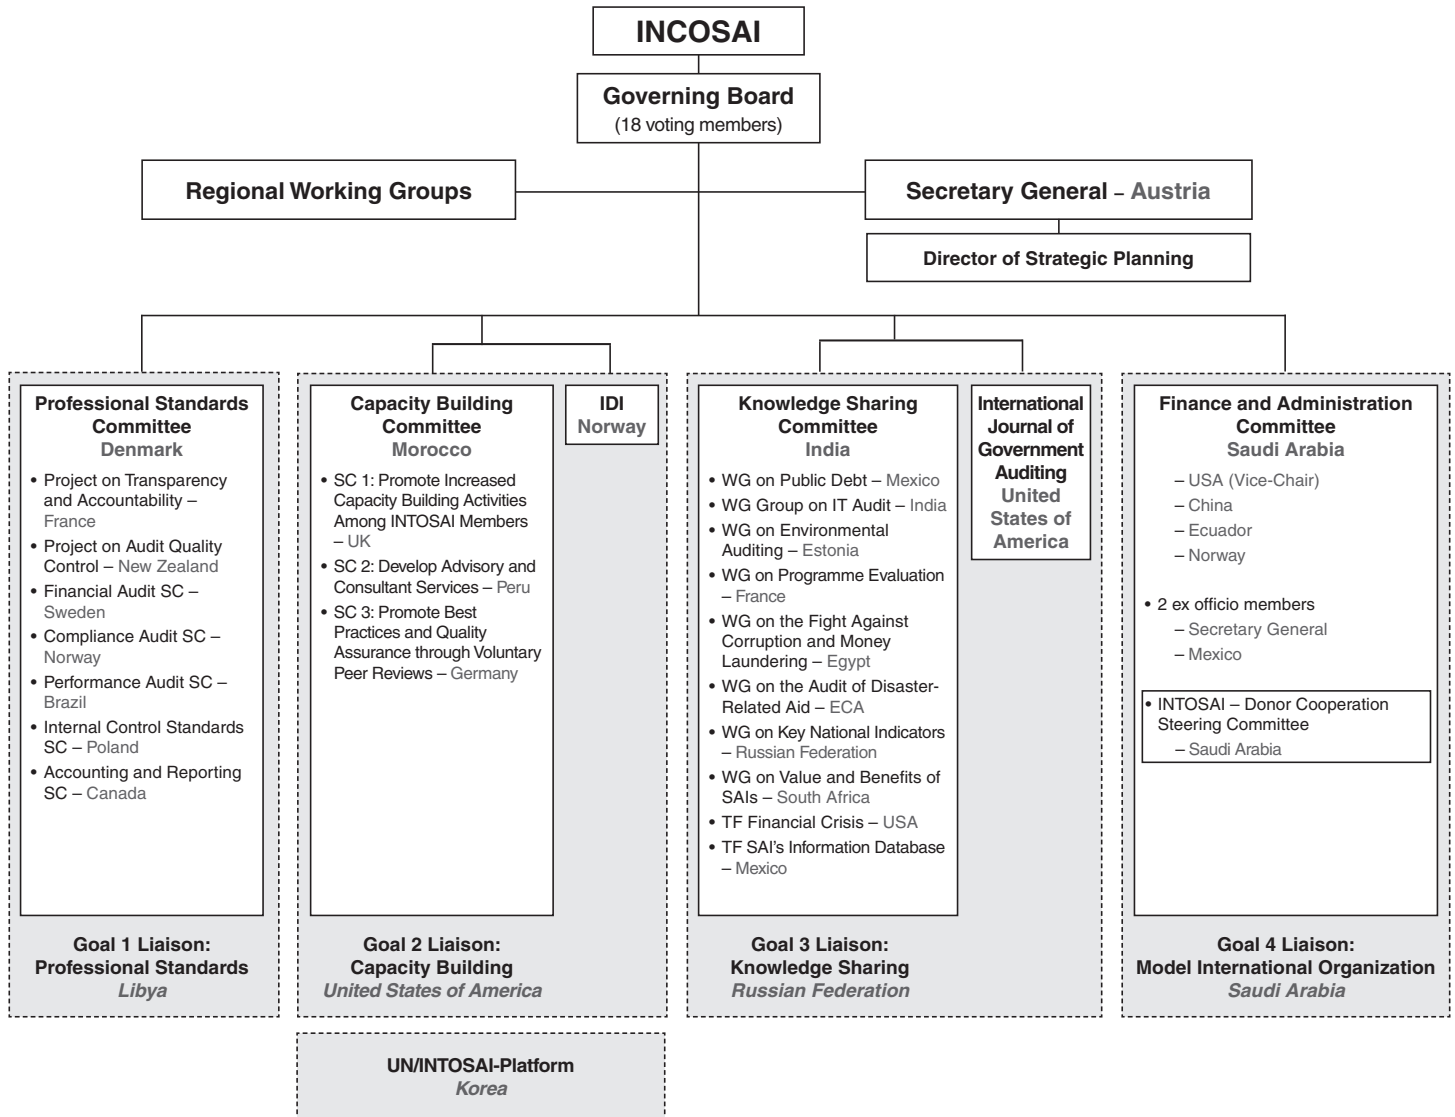 INCOSAI
Governing Board
(18 voting members)
Regional Working Groups
Secretary General – Austria
Director of Strategic Planning
Professional Standards
Committee
Denmark
• Project on Transparency
and Accountability –
France
• Project on Audit Quality
Control – New Zealand
• Financial Audit SC –
Sweden
• Compliance Audit SC –
Norway
• Performance Audit SC –
Brazil
• Internal Control Standards
SC – Poland
• Accounting and Reporting
SC – Canada
Goal 1 Liaison:
Professional Standards
Libya
Capacity Building
Committee
Morocco
• SC 1: Promote Increased
Capacity Building Activities
Among INTOSAI Members
– UK
• SC 2: Develop Advisory and
Consultant Services – Peru
• SC 3: Promote Best
Practices and Quality
Assurance through Voluntary
Peer Reviews – Germany
IDI
Norway
Goal 2 Liaison:
Capacity Building
United States of America
Knowledge Sharing
Committee
India
• WG on Public Debt – Mexico
• WG Group on IT Audit – India
• WG on Environmental
Auditing – Estonia
• WG on Programme Evaluation
– France
• WG on the Fight Against
Corruption and Money
Laundering – Egypt
• WG on the Audit of Disaster-
Related Aid – ECA
• WG on Key National Indicators
– Russian Federation
• WG on Value and Benefits of
SAIs – South Africa
• TF Financial Crisis – USA
• TF SAI's Information Database
– Mexico
International
Journal of
Government
Auditing
United
States of
America
Goal 3 Liaison:
Knowledge Sharing
Russian Federation
Finance and Administration
Committee
Saudi Arabia
– USA (Vice-Chair)
– China
– Ecuador
– Norway
• 2 ex officio members
– Secretary General
– Mexico
• INTOSAI – Donor Cooperation
Steering Committee
– Saudi Arabia
Goal 4 Liaison:
Model International Organization
Saudi Arabia
UN/INTOSAI-Platform
Korea